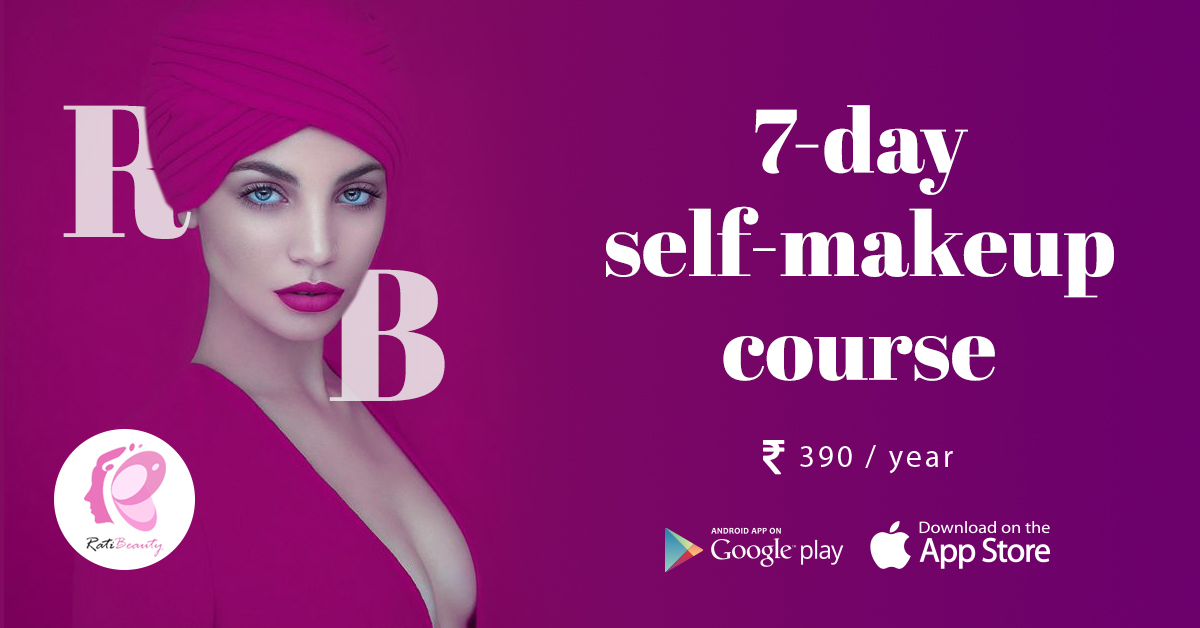 R
B
RatiBeauty
7-day
self-makeup
course
₹ 390 / year
ANDROID APP ON
Google play
Download on the
App Store